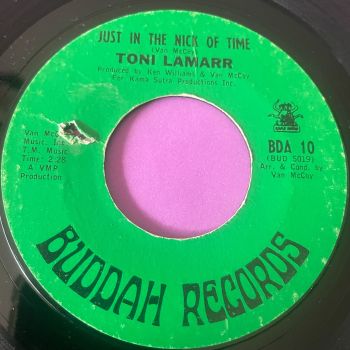 JUST IN THE NICK OF TIME
(Van McCoy)
TONI LAMARR
Produced by Ken Williams & Van McCoy
For Kama Sutra Productions Inc.
Van McCoy
Music, Inc.
T.M. Music
Time: 2:28
A VMP
Production
BDA 10
(BUD 5019)
Arr. & Cond. by
Van McCoy
BUDDAH RECORDS